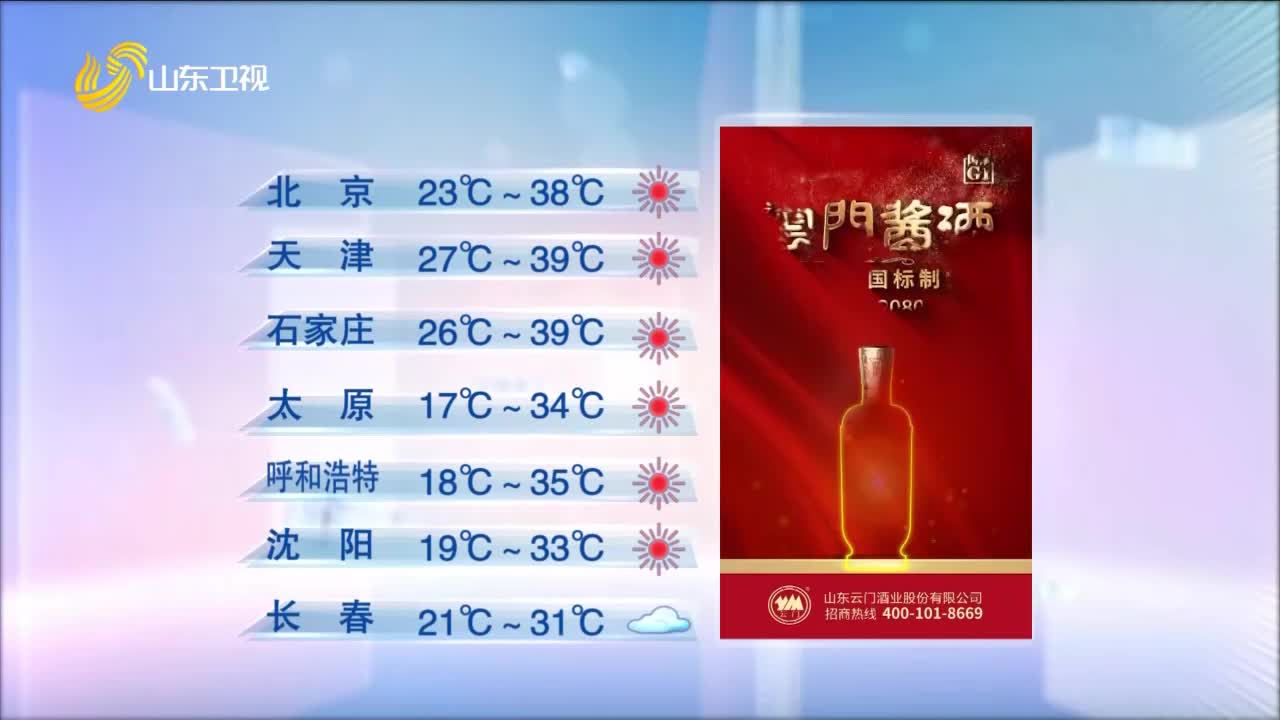 山东卫视
北京 23℃~38℃
天津 27℃~39℃
石家庄 26℃~39℃
太原 17℃~34℃
呼和浩特 18℃~35℃
沈阳 19℃~33℃
长春 21℃~31℃
G1
門酱酒
国标制
山东云门酒业股份有限公司
招商热线 400-101-8669